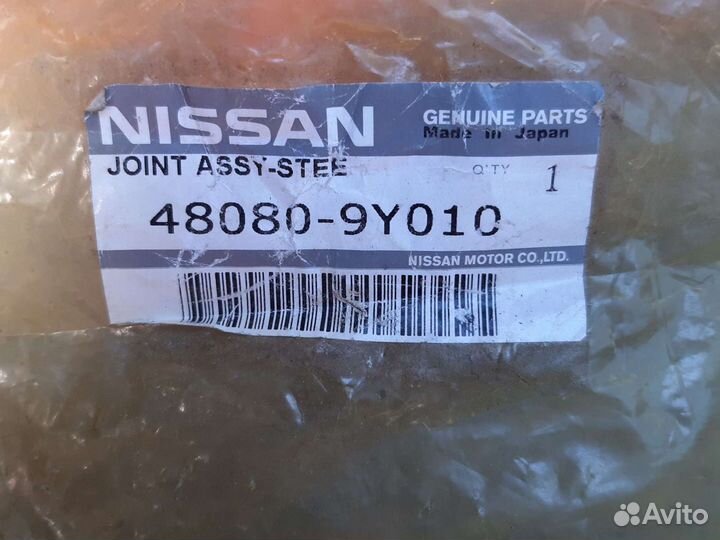 NISSAN
GENUINE PARTS
Made in Japan
JOINT ASSY-STEE
Q'TY 1
48080-9Y010
NISSAN MOTOR CO.,LTD.
Avito